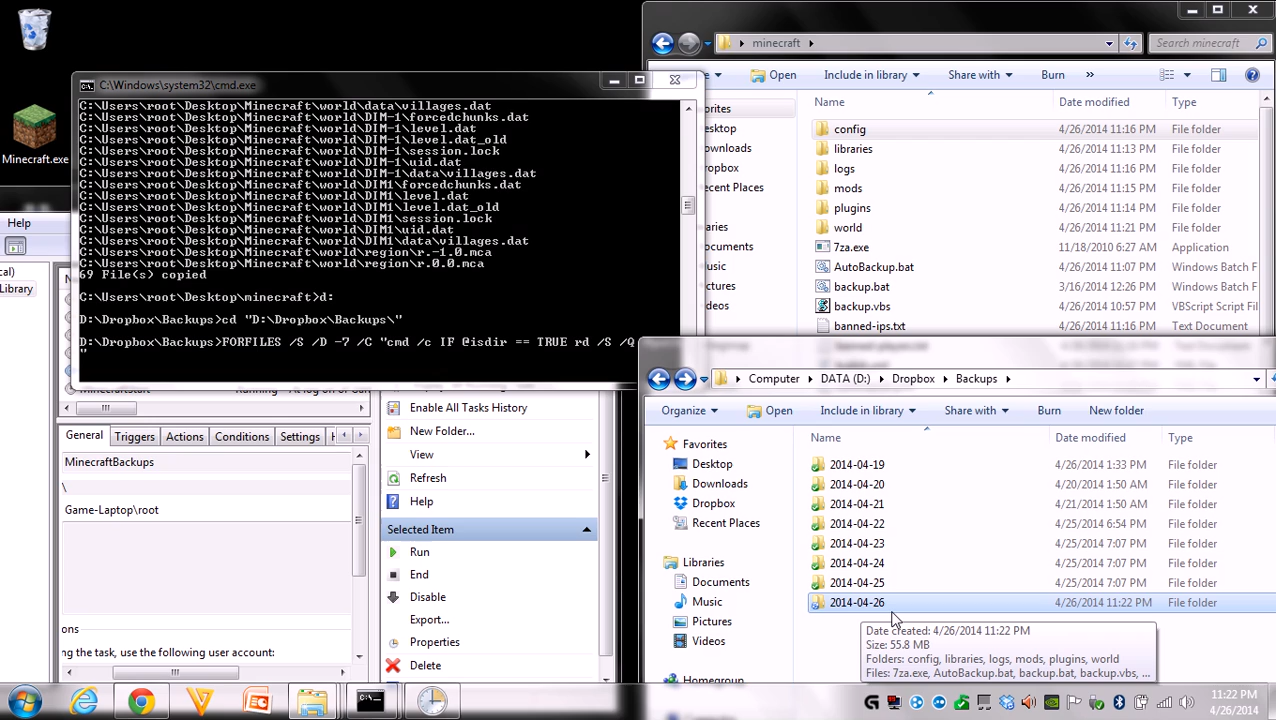 minecraft
Search minecraft
Open
Include in library
Share with
Burn
»
Name
Date modified
Type
config 4/26/2014 11:16 PM File folder
libraries 4/26/2014 11:16 PM File folder
logs 4/26/2014 11:16 PM File folder
mods 4/26/2014 11:16 PM File folder
plugins 4/26/2014 11:16 PM File folder
world 4/26/2014 11:16 PM File folder
7za.exe 11/18/2010 6:27 AM Application
AutoBackup.bat 4/26/2014 11:16 PM Windows Batch F
backup.bat 4/26/2014 3:16 AM Windows Batch F
backup.vbs 4/26/2014 10:57 PM VBScript Script Fil
banned-ips.txt 4/26/2014 11:16 PM Text Document
Minecraft.exe
C:\Windows\system32\cmd.exe
C:\Users\root\Desktop\Minecraft\world\data\villages.dat
C:\Users\root\Desktop\Minecraft\world\DIM-1\forcedchunks.dat
C:\Users\root\Desktop\Minecraft\world\DIM-1\level.dat
C:\Users\root\Desktop\Minecraft\world\DIM-1\level.dat_old
C:\Users\root\Desktop\Minecraft\world\DIM-1\session.lock
C:\Users\root\Desktop\Minecraft\world\DIM-1\uid.dat
C:\Users\root\Desktop\Minecraft\world\DIM-1\data\villages.dat
C:\Users\root\Desktop\Minecraft\world\DIM1\forcedchunks.dat
C:\Users\root\Desktop\Minecraft\world\DIM1\level.dat
C:\Users\root\Desktop\Minecraft\world\DIM1\level.dat_old
C:\Users\root\Desktop\Minecraft\world\DIM1\session.lock
C:\Users\root\Desktop\Minecraft\world\DIM1\uid.dat
C:\Users\root\Desktop\Minecraft\world\DIM1\data\villages.dat
C:\Users\root\Desktop\Minecraft\world\region\r.-1.0.mca
C:\Users\root\Desktop\Minecraft\world\region\r.0.0.mca
69 File(s) copied
C:\Users\root\Desktop\minecraft>d:
D:\Dropbox\Backups>cd "D:\Dropbox\Backups\"
D:\Dropbox\Backups>FORFILES /S /D -7 /C "cmd /c IF @isdir == TRUE rd /S /Q
"
Help
cal)
Library
General
Triggers
Actions
Conditions
Settings
MinecraftBackups
\
Game-Laptop\root
ons
ng the task, use the following user account:
Enable All Tasks History
New Folder...
View
Refresh
Help
Selected Item
Run
End
Disable
Export...
Properties
Delete
Computer
DATA (D:)
Dropbox
Backups
Organize
Open
Include in library
Share with
Burn
New folder
Favorites
Desktop
Downloads
Dropbox
Recent Places
Libraries
Documents
Music
Pictures
Videos
Homegroup
Name
Date modified
Type
2014-04-19 4/26/2014 1:33 PM File folder
2014-04-20 4/20/2014 1:50 AM File folder
2014-04-21 4/21/2014 1:50 AM File folder
2014-04-22 4/25/2014 6:54 PM File folder
2014-04-23 4/25/2014 7:07 PM File folder
2014-04-24 4/25/2014 7:07 PM File folder
2014-04-25 4/25/2014 7:07 PM File folder
2014-04-26 4/26/2014 11:22 PM File folder
Date created: 4/26/2014 11:22 PM
Size: 55.8 MB
Folders: config, libraries, logs, mods, plugins, world
Files: 7za.exe, AutoBackup.bat, backup.bat, backup.vbs, ...
11:22 PM
4/26/2014